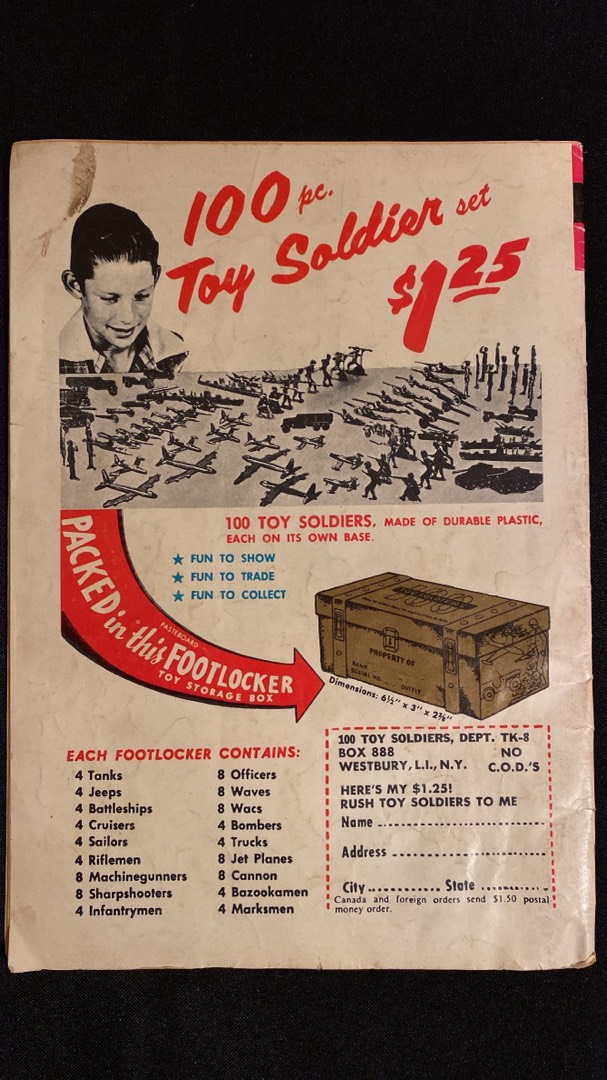 100 pc.
Toy Soldier set
$1.25
100 TOY SOLDIERS, MADE OF DURABLE PLASTIC,
EACH ON ITS OWN BASE.
★ FUN TO SHOW
★ FUN TO TRADE
★ FUN TO COLLECT
PACKED in this
PASTEBOARD
FOOTLOCKER
TOY STORAGE BOX
PROPERTY OF
RANK
SERIAL NO. OUTFIT
Dimensions: 6½" x 3" x 2⅜"
EACH FOOTLOCKER CONTAINS:
4 Tanks
4 Jeeps
4 Battleships
4 Cruisers
4 Sailors
4 Riflemen
8 Machinegunners
8 Sharpshooters
4 Infantrymen
8 Officers
8 Waves
8 Wacs
4 Bombers
4 Trucks
8 Jet Planes
8 Cannon
4 Bazookamen
4 Marksmen
100 TOY SOLDIERS, DEPT. TK-8
BOX 888 NO
WESTBURY, L.I., N.Y. C.O.D.'S
HERE'S MY $1.25!
RUSH TOY SOLDIERS TO ME
Name
Address
City State
Canada and foreign orders send $1.50 postal
money order.